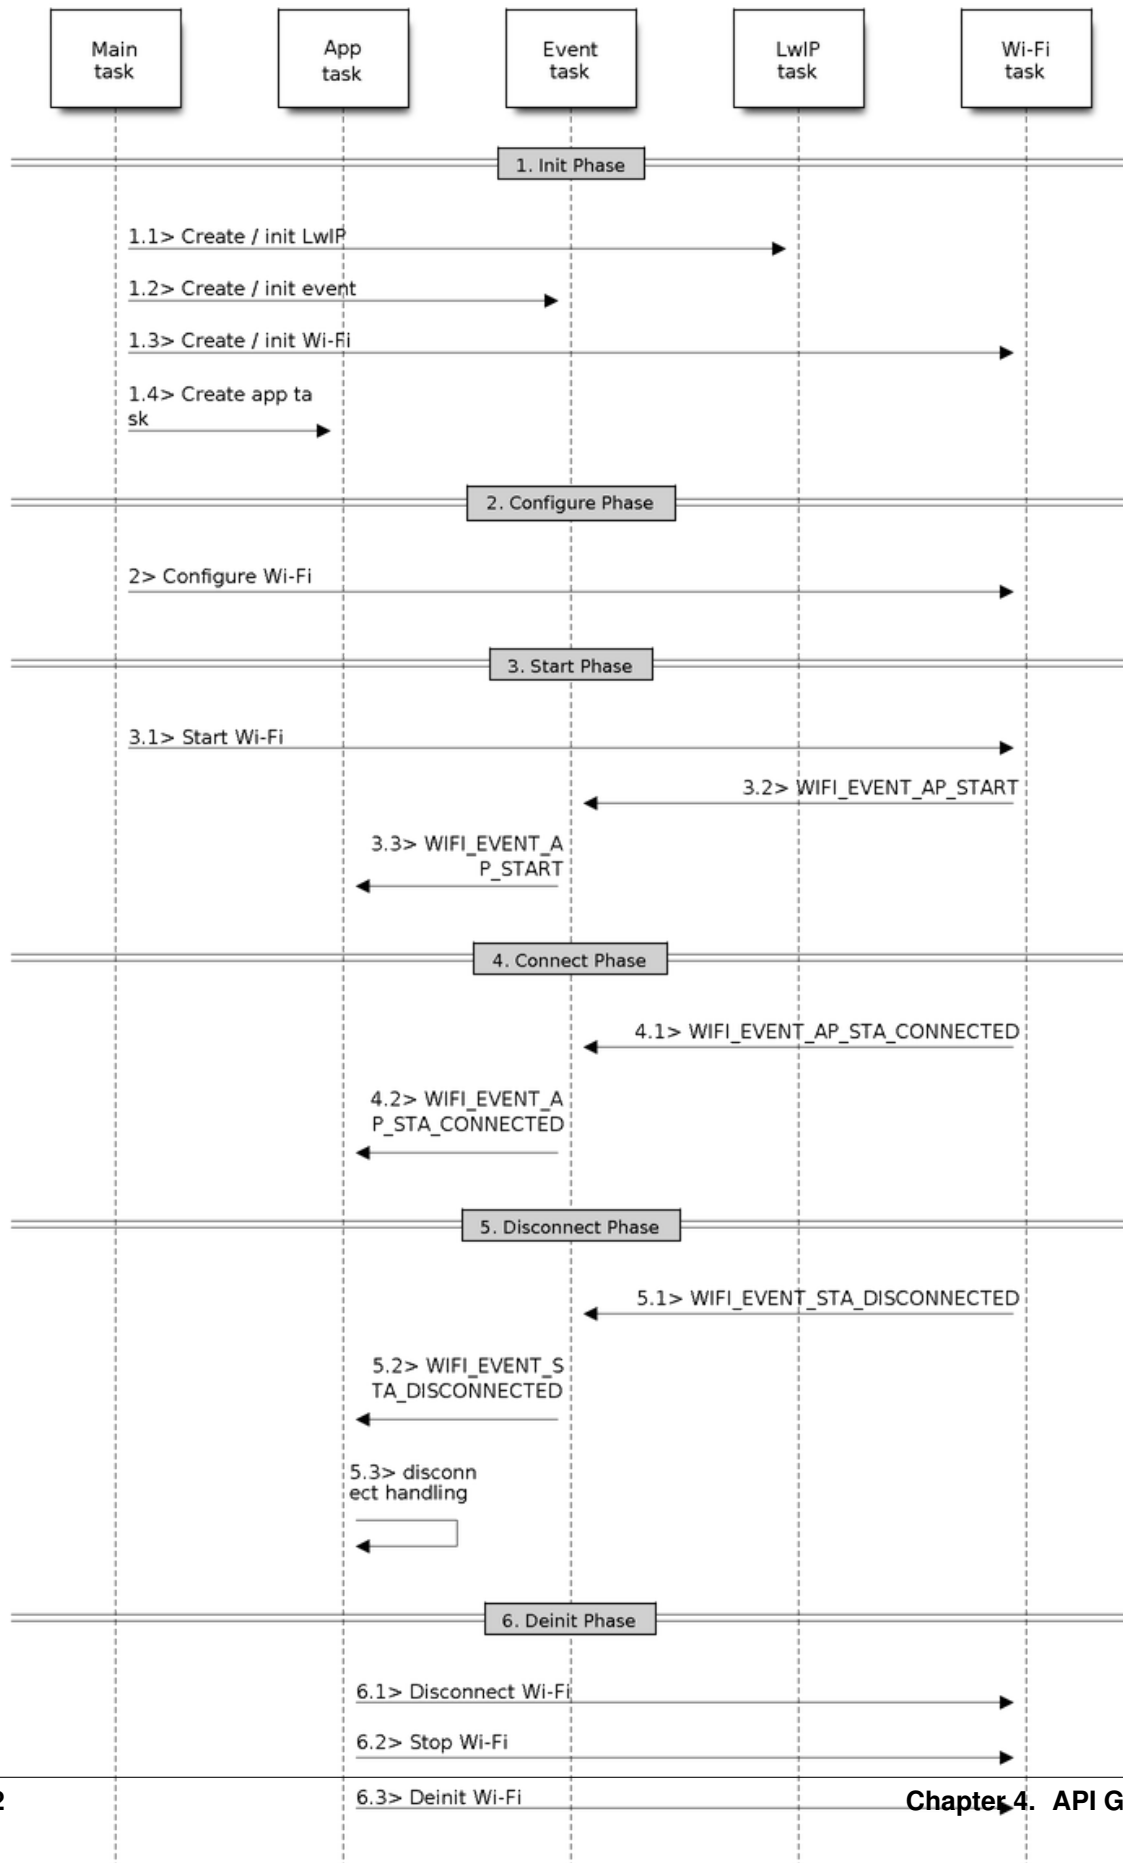 Main
task
App
task
Event
task
LwIP
task
Wi-Fi
task
1. Init Phase
1.1> Create / init LwIP
1.2> Create / init event
1.3> Create / init Wi-Fi
1.4> Create app ta
sk
2. Configure Phase
2> Configure Wi-Fi
3. Start Phase
3.1> Start Wi-Fi
3.2> WIFI_EVENT_AP_START
3.3> WIFI_EVENT_A
P_START
4. Connect Phase
4.1> WIFI_EVENT_AP_STA_CONNECTED
4.2> WIFI_EVENT_A
P_STA_CONNECTED
5. Disconnect Phase
5.1> WIFI_EVENT_STA_DISCONNECTED
5.2> WIFI_EVENT_S
TA_DISCONNECTED
5.3> disconn
ect handling
6. Deinit Phase
6.1> Disconnect Wi-Fi
6.2> Stop Wi-Fi
6.3> Deinit Wi-Fi
2
Chapter 4. API G